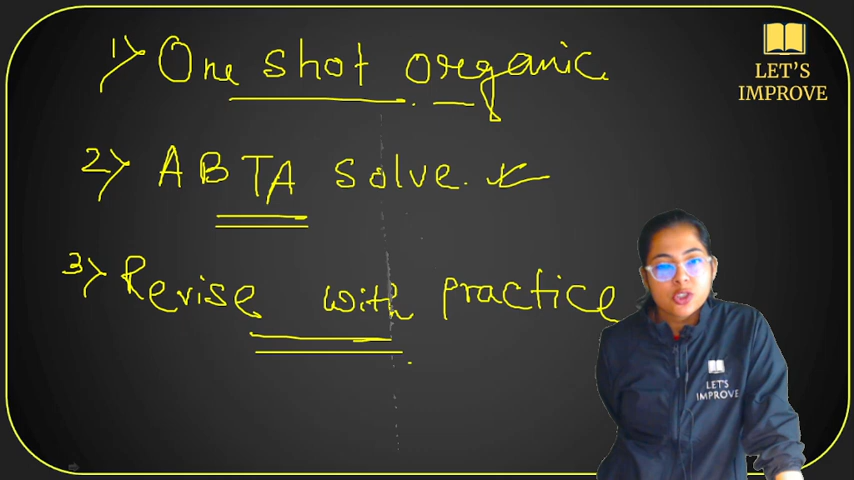 1) One shot organic
LET'S
IMPROVE
2) ABTA solve.
3) Revise with practice
LET'S
IMPROVE